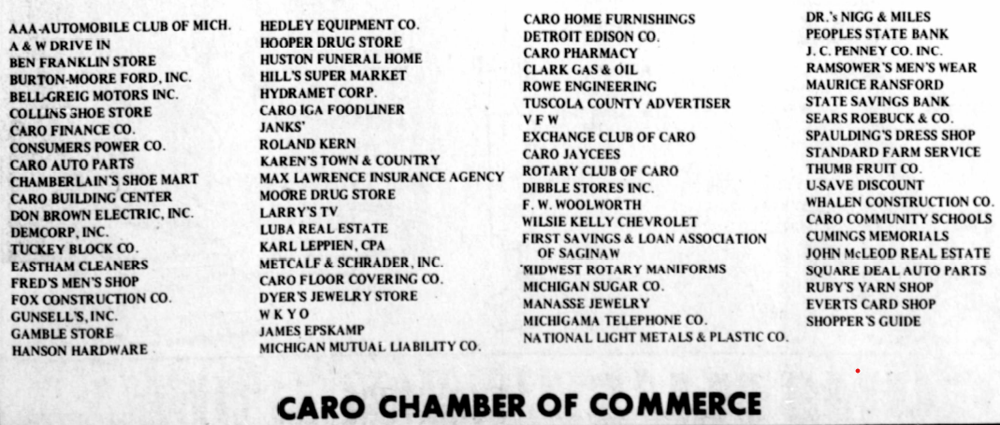 AAA-AUTOMOBILE CLUB OF MICH.
A & W DRIVE IN
BEN FRANKLIN STORE
BURTON-MOORE FORD, INC.
BELL-GREIG MOTORS INC.
COLLINS SHOE STORE
CARO FINANCE CO.
CONSUMERS POWER CO.
CARO AUTO PARTS
CHAMBERLAIN'S SHOE MART
CARO BUILDING CENTER
DON BROWN ELECTRIC, INC.
DEMCORP, INC.
TUCKEY BLOCK CO.
EASTHAM CLEANERS
FRED'S MEN'S SHOP
FOX CONSTRUCTION CO.
GUNSELL'S, INC.
GAMBLE STORE
HANSON HARDWARE
HEDLEY EQUIPMENT CO.
HOOPER DRUG STORE
HUSTON FUNERAL HOME
HILL'S SUPER MARKET
HYDRAMET CORP.
CARO IGA FOODLINER
JANKS'
ROLAND KERN
KAREN'S TOWN & COUNTRY
MAX LAWRENCE INSURANCE AGENCY
MOORE DRUG STORE
LARRY'S TV
LUBA REAL ESTATE
KARL LEPPIEN, CPA
METCALF & SCHRADER, INC.
CARO FLOOR COVERING CO.
DYER'S JEWELRY STORE
W K Y O
JAMES EPSKAMP
MICHIGAN MUTUAL LIABILITY CO.
CARO HOME FURNISHINGS
DETROIT EDISON CO.
CARO PHARMACY
CLARK GAS & OIL
ROWE ENGINEERING
TUSCOLA COUNTY ADVERTISER
V F W
EXCHANGE CLUB OF CARO
CARO JAYCEES
ROTARY CLUB OF CARO
DIBBLE STORES INC.
F. W. WOOLWORTH
WILSIE KELLY CHEVROLET
FIRST SAVINGS & LOAN ASSOCIATION
OF SAGINAW
MIDWEST ROTARY MANIFORMS
MICHIGAN SUGAR CO.
MANASSE JEWELRY
MICHIGAMA TELEPHONE CO.
NATIONAL LIGHT METALS & PLASTIC CO.
DR.'s NIGG & MILES
PEOPLES STATE BANK
J. C. PENNEY CO. INC.
RAMSOWER'S MEN'S WEAR
MAURICE RANSFORD
STATE SAVINGS BANK
SEARS ROEBUCK & CO.
SPAULDING'S DRESS SHOP
STANDARD FARM SERVICE
THUMB FRUIT CO.
U-SAVE DISCOUNT
WHALEN CONSTRUCTION CO.
CARO COMMUNITY SCHOOLS
CUMINGS MEMORIALS
JOHN McLEOD REAL ESTATE
SQUARE DEAL AUTO PARTS
RUBY'S YARN SHOP
EVERTS CARD SHOP
SHOPPER'S GUIDE
CARO CHAMBER OF COMMERCE